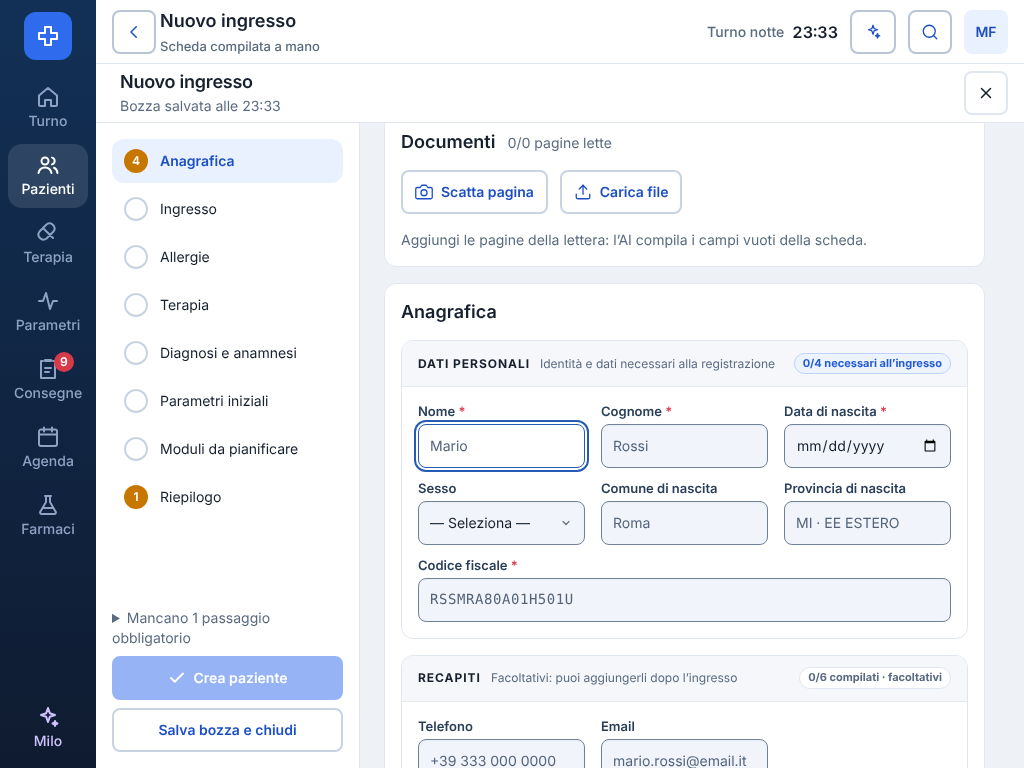 Nuovo ingresso
Scheda compilata a mano
Turno notte 23:33
MF
Turno
Pazienti
Terapia
Parametri
9
Consegne
Agenda
Farmaci
Milo
Nuovo ingresso
Bozza salvata alle 23:33
4 Anagrafica
Ingresso
Allergie
Terapia
Diagnosi e anamnesi
Parametri iniziali
Moduli da pianificare
1 Riepilogo
Mancano 1 passaggio
obbligatorio
Crea paziente
Salva bozza e chiudi
Documenti 0/0 pagine lette
Scatta pagina Carica file
Aggiungi le pagine della lettera: l’AI compila i campi vuoti della scheda.
Anagrafica
DATI PERSONALI Identità e dati necessari alla registrazione 0/4 necessari all’ingresso
Nome * Cognome * Data di nascita *
Mario Rossi mm/dd/yyyy
Sesso Comune di nascita Provincia di nascita
— Seleziona — Roma MI · EE ESTERO
Codice fiscale *
RSSMRA80A01H501U
RECAPITI Facoltativi: puoi aggiungerli dopo l’ingresso 0/6 compilati · facoltativi
Telefono Email
+39 333 000 0000 mario.rossi@email.it